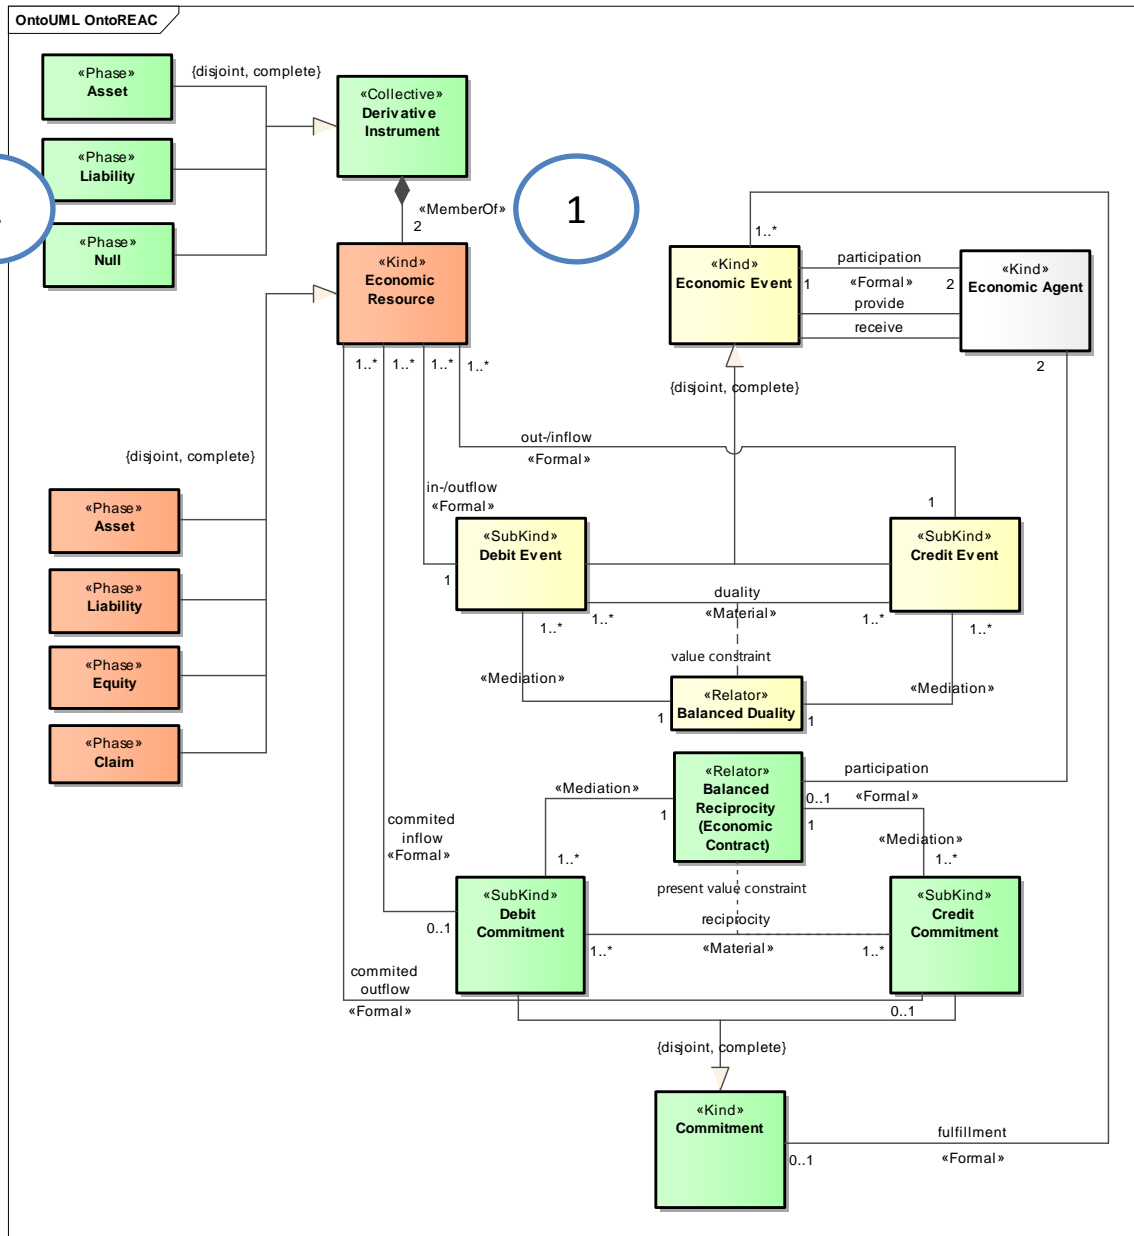 OntoUML OntoREAC
«Phase»
Asset
{disjoint, complete}
«Collective»
Derivative
Instrument
«Phase»
Liability
«MemberOf»
2
1
«Phase»
Null
1..*
«Kind»
Economic
Resource
«Kind»
Economic Event
participation
1
«Formal»
2
provide
receive
«Kind»
Economic Agent
1..*
1..*
1..*
1..*
2
{disjoint, complete}
out-/inflow
«Formal»
{disjoint, complete}
in-/outflow
«Formal»
1
«Phase»
Asset
«SubKind»
Debit Event
«SubKind»
Credit Event
1
«Phase»
Liability
duality
«Material»
1..*
1..*
1..*
1..*
value constraint
«Phase»
Equity
«Mediation»
«Mediation»
«Relator»
Balanced Duality
1
1
«Phase»
Claim
«Relator»
Balanced
Reciprocity
(Economic
Contract)
participation
0..1
«Formal»
1
«Mediation»
1
commited
inflow
«Formal»
«Mediation»
1..*
1..*
present value constraint
«SubKind»
Debit
Commitment
«SubKind»
Credit
Commitment
0..1
reciprocity
1..*
«Material»
1..*
commited
outflow
«Formal»
0..1
{disjoint, complete}
«Kind»
Commitment
fulfillment
0..1
«Formal»